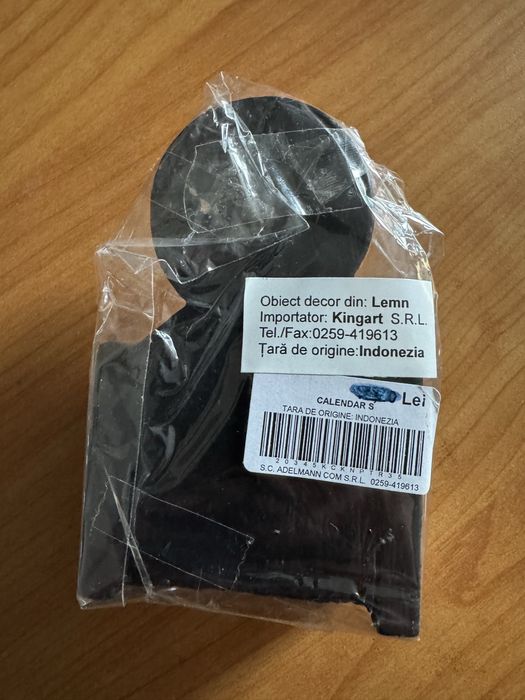 Obiect decor din: Lemn
Importator: Kingart S.R.L.
Tel./Fax:0259-419613
Țară de origine:Indonezia
Lei
CALENDAR S
TARA DE ORIGINE: INDONEZIA
20345KCKNPTR35
S.C. ADELMANN COM S.R.L. 0259-419613